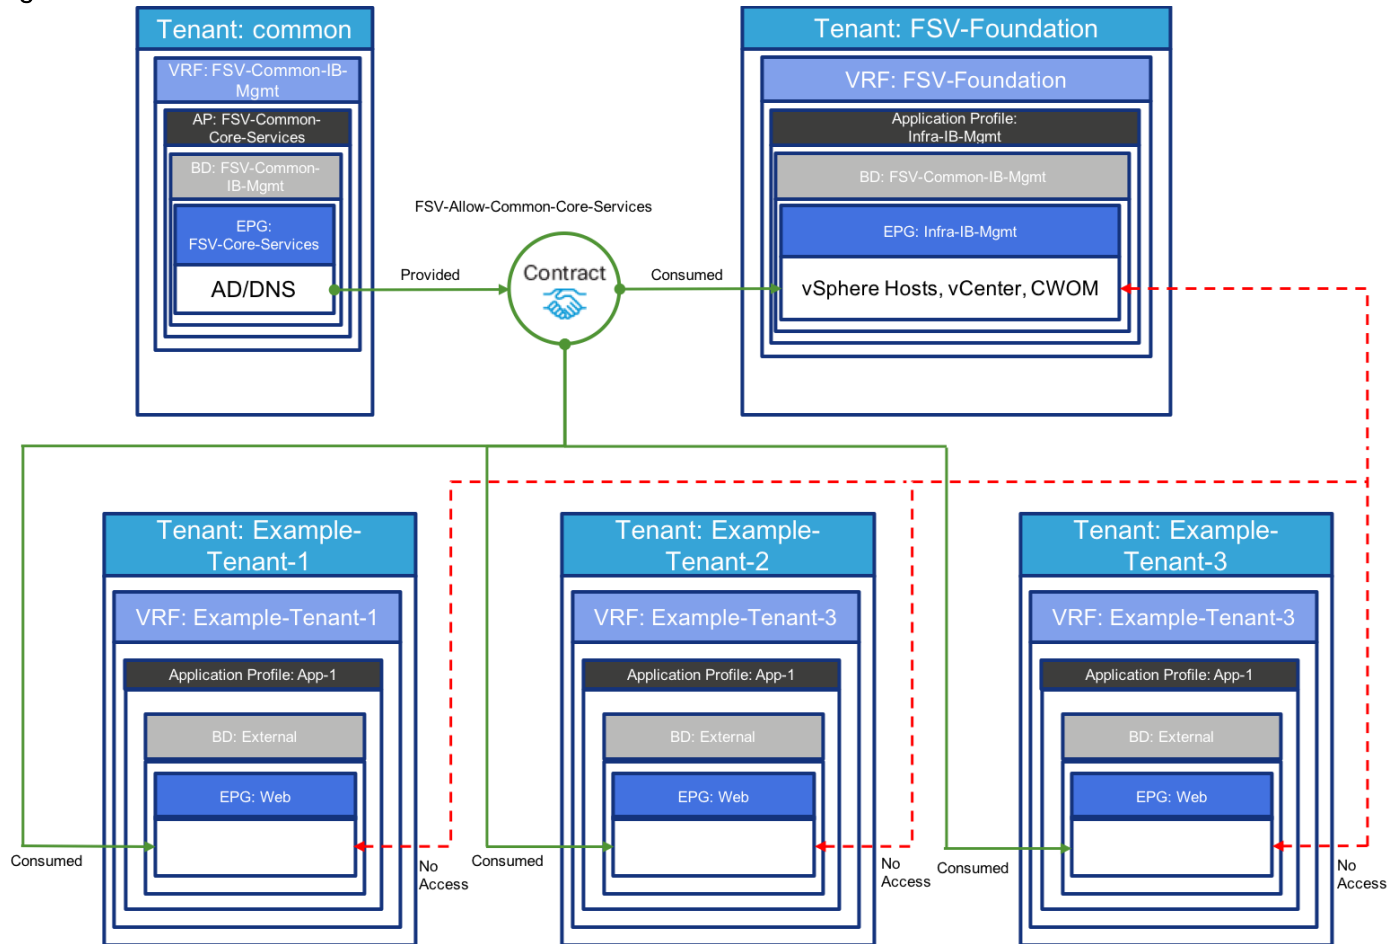 Tenant: common
VRF: FSV-Common-IB-
Mgmt
AP: FSV-Common-
Core-Services
BD: FSV-Common-
IB-Mgmt
EPG:
FSV-Core-Services
AD/DNS
Provided
FSV-Allow-Common-Core-Services
Contract
Consumed
Tenant: FSV-Foundation
VRF: FSV-Foundation
Application Profile:
Infra-IB-Mgmt
BD: FSV-Common-IB-Mgmt
EPG: Infra-IB-Mgmt
vSphere Hosts, vCenter, CWOM
Tenant: Example-
Tenant-1
VRF: Example-Tenant-1
Application Profile: App-1
BD: External
EPG: Web
Consumed
No
Access
Tenant: Example-
Tenant-2
VRF: Example-Tenant-3
Application Profile: App-1
BD: External
EPG: Web
Consumed
No
Access
Tenant: Example-
Tenant-3
VRF: Example-Tenant-3
Application Profile: App-1
BD: External
EPG: Web
Consumed
No
Access